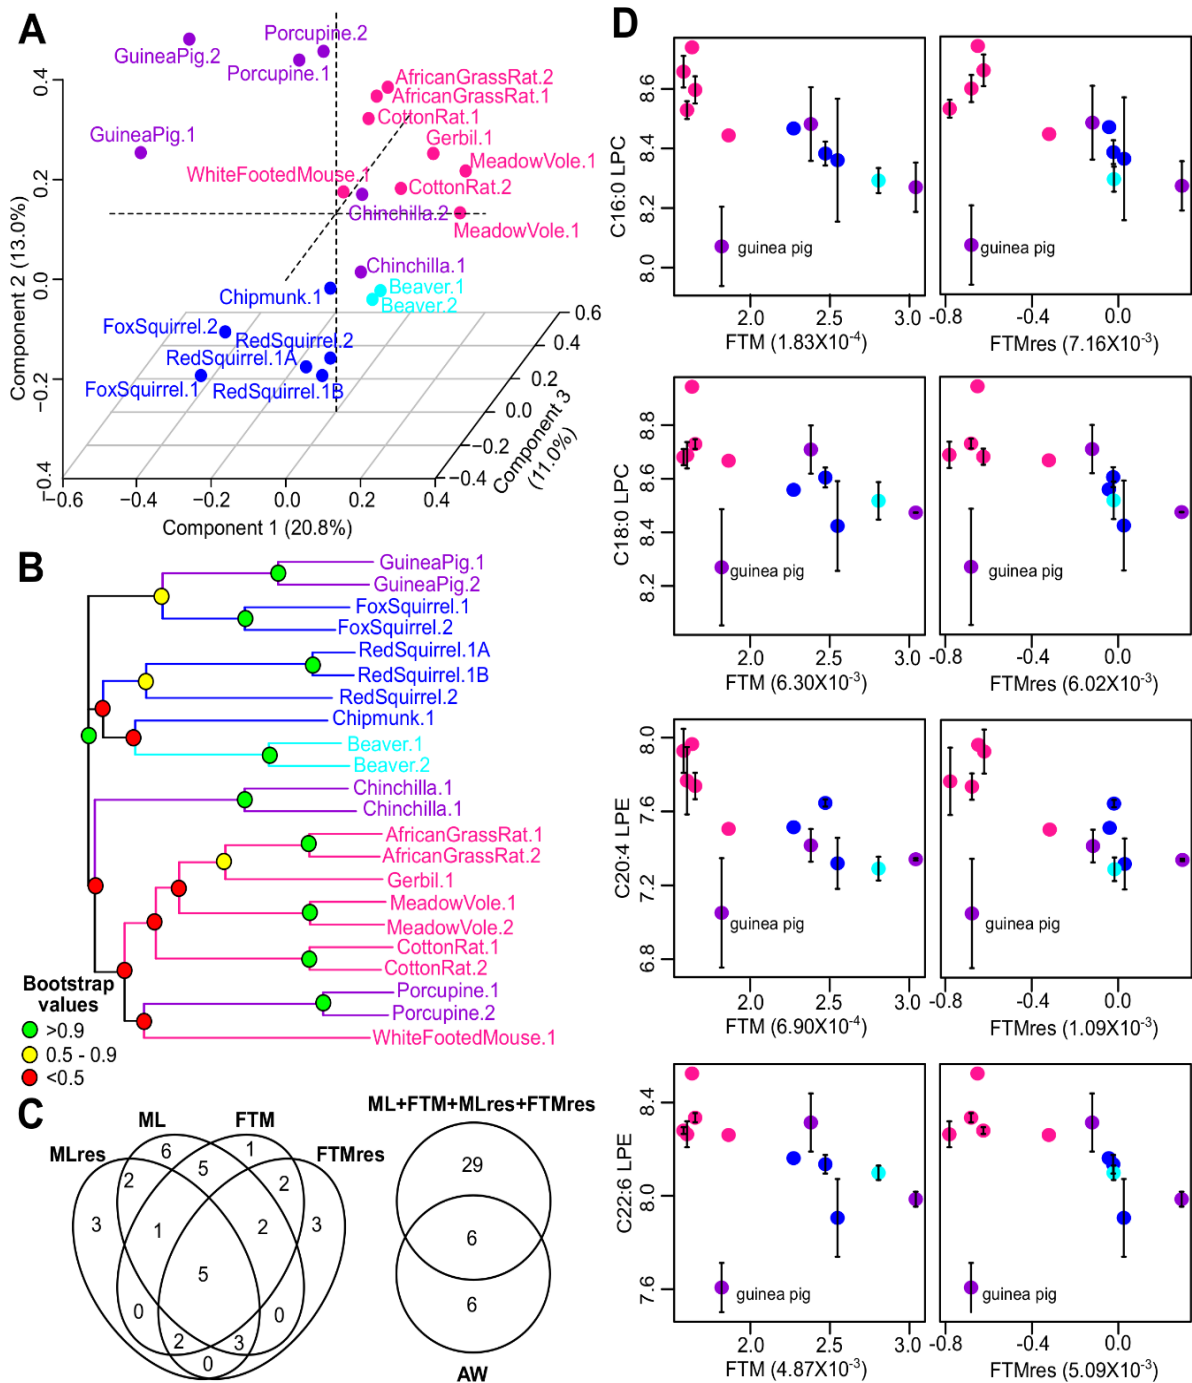 A
Porcupine.2
GuineaPig.2
Porcupine.1
AfricanGrassRat.2
AfricanGrassRat.1
CottonRat.1
GuineaPig.1
Gerbil.1
MeadowVole.1
WhiteFootedMouse.1
CottonRat.2
Chinchilla.2
MeadowVole.1
Chinchilla.1
Beaver.1
Chipmunk.1
Beaver.2
FoxSquirrel.2
RedSquirrel.2
RedSquirrel.1A
FoxSquirrel.1
RedSquirrel.1B
Component 2 (13.0%)
0.4
0.2
0.0
−0.2
−0.4
−0.6
−0.4
−0.2
0.0
0.2
0.4
Component 1 (20.8%)
0.6
0.4
0.2
0.0
−0.2
−0.4
Component 3
(11.0%)
B
GuineaPig.1
GuineaPig.2
FoxSquirrel.1
FoxSquirrel.2
RedSquirrel.1A
RedSquirrel.1B
RedSquirrel.2
Chipmunk.1
Beaver.1
Beaver.2
Chinchilla.1
Chinchilla.1
AfricanGrassRat.1
AfricanGrassRat.2
Gerbil.1
MeadowVole.1
MeadowVole.2
CottonRat.1
CottonRat.2
Porcupine.1
Porcupine.2
WhiteFootedMouse.1
Bootstrap
values
>0.9
0.5 - 0.9
<0.5
C
MLres
ML
FTM
FTMres
6
1
2
5
2
3
1
2
3
5
0
0
2
3
0
ML+FTM+MLres+FTMres
29
6
6
AW
D
C16:0 LPC
8.6
8.4
8.2
8.0
guinea pig
guinea pig
2.0
2.5
3.0
FTM (1.83X10⁻⁴)
-0.8
-0.4
0.0
FTMres (7.16X10⁻³)
C18:0 LPC
8.8
8.6
8.4
8.2
guinea pig
guinea pig
2.0
2.5
3.0
FTM (6.30X10⁻³)
-0.8
-0.4
0.0
FTMres (6.02X10⁻³)
C20:4 LPE
8.0
7.6
7.2
6.8
guinea pig
guinea pig
2.0
2.5
3.0
FTM (6.90X10⁻⁴)
-0.8
-0.4
0.0
FTMres (1.09X10⁻³)
C22:6 LPE
8.4
8.0
7.6
guinea pig
guinea pig
2.0
2.5
3.0
FTM (4.87X10⁻³)
-0.8
-0.4
0.0
FTMres (5.09X10⁻³)